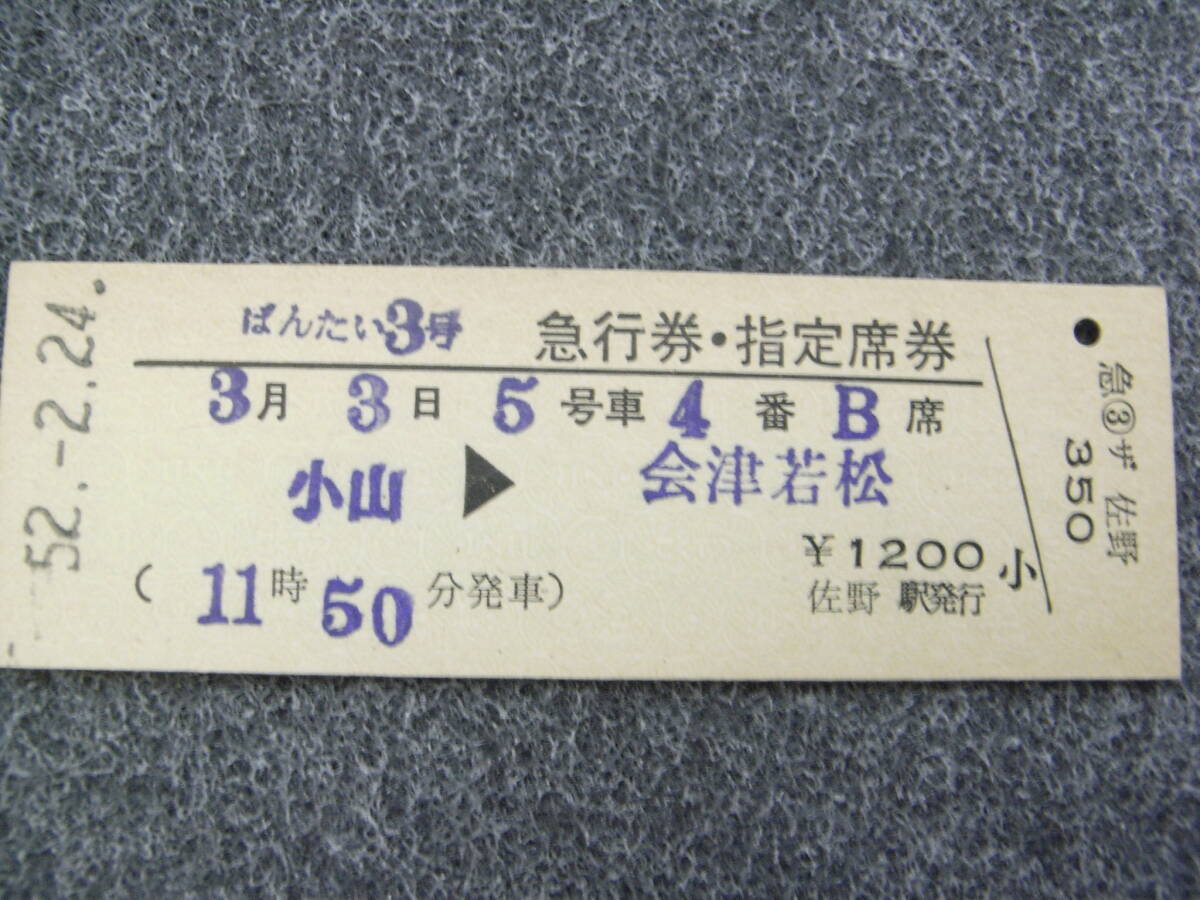 52.-2.24.
ばんだい3号 急行券・指定席券
3月 3日 5号車 4番 B席
小山 ▶ 会津若松
¥1200
(11時50分発車)
佐野 駅発行
小
急③ザ 佐野
350